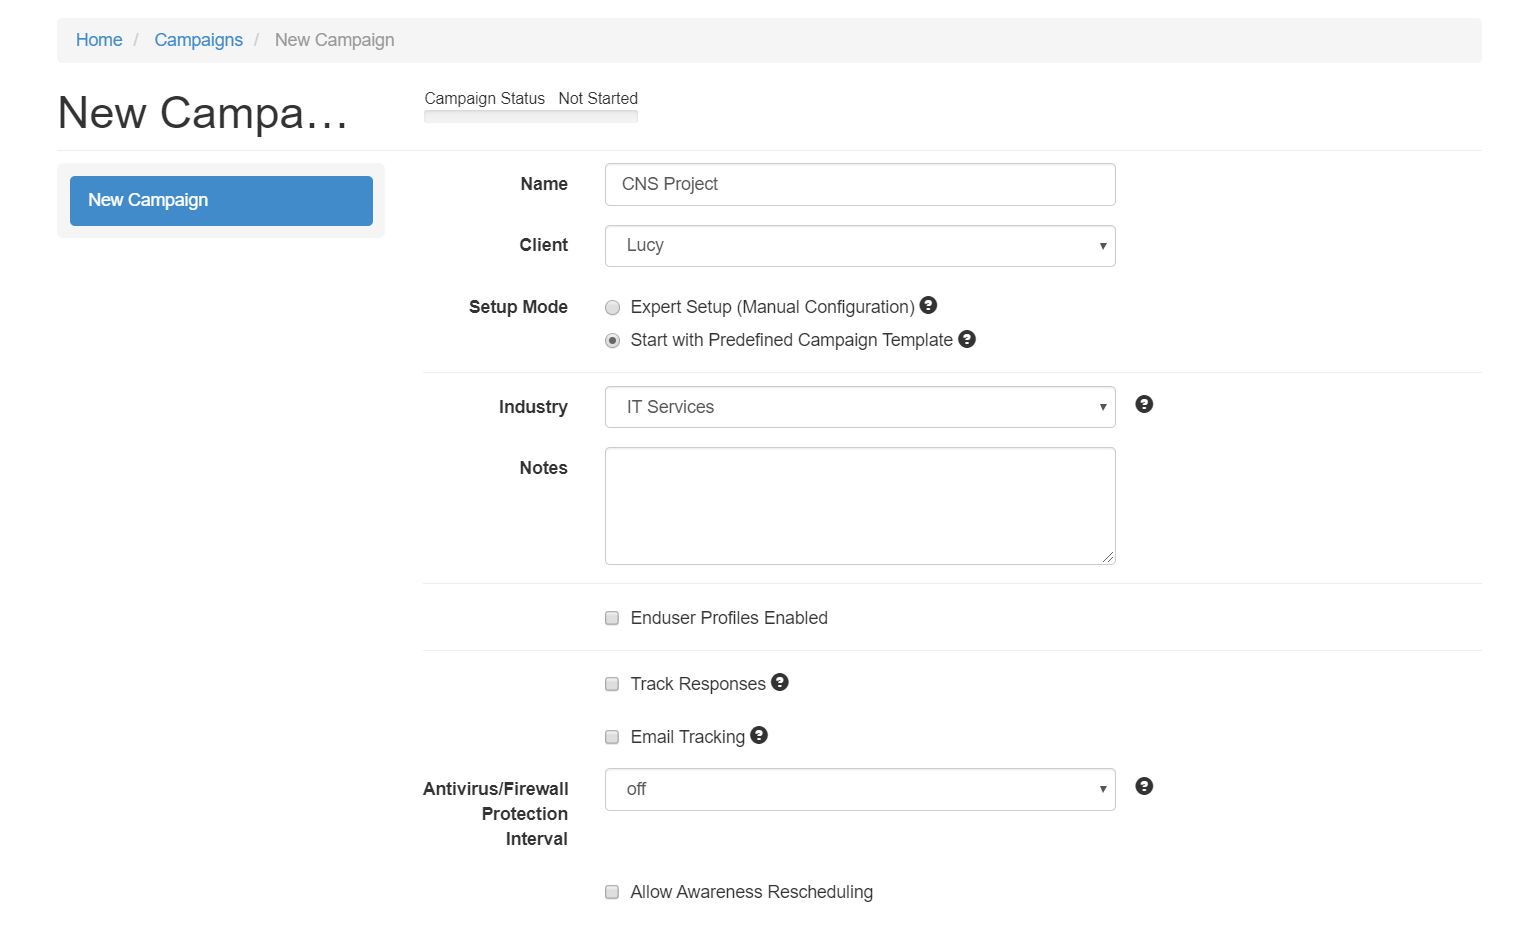 Home / Campaigns / New Campaign
New Campa...
Campaign Status Not Started
New Campaign
Name CNS Project
Client Lucy
Setup Mode Expert Setup (Manual Configuration)
Start with Predefined Campaign Template
Industry IT Services
Notes
Enduser Profiles Enabled
Track Responses
Email Tracking
Antivirus/Firewall off
Protection
Interval
Allow Awareness Rescheduling